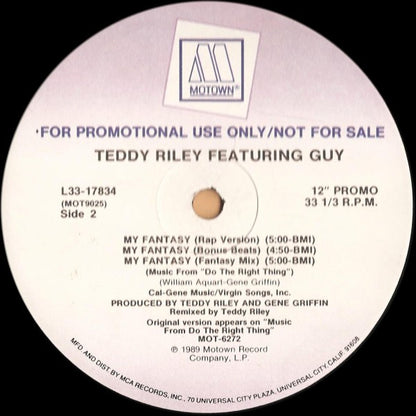 MOTOWN®
•FOR PROMOTIONAL USE ONLY/NOT FOR SALE
TEDDY RILEY FEATURING GUY
L33-17834
(MOT9025)
Side 2
12" PROMO
33 1/3 R.P.M.
MY FANTASY (Rap Version) (5:00-BMI)
MY FANTASY (Bonus Beats) (4:50-BMI)
MY FANTASY (Fantasy Mix) (5:00-BMI)
(Music From "Do The Right Thing")
(William Aquart-Gene Griffin)
Cal-Gene Music/Virgin Songs, Inc.
PRODUCED BY TEDDY RILEY AND GENE GRIFFIN
Remixed by Teddy Riley
Original version appears on "Music
From Do The Right Thing"
MOT-6272
℗ 1989 Motown Record
Company, L.P.
MFD AND DIST. BY MCA RECORDS, INC., 70 UNIVERSAL CITY PLAZA, UNIVERSAL CITY, CALIF. 91608